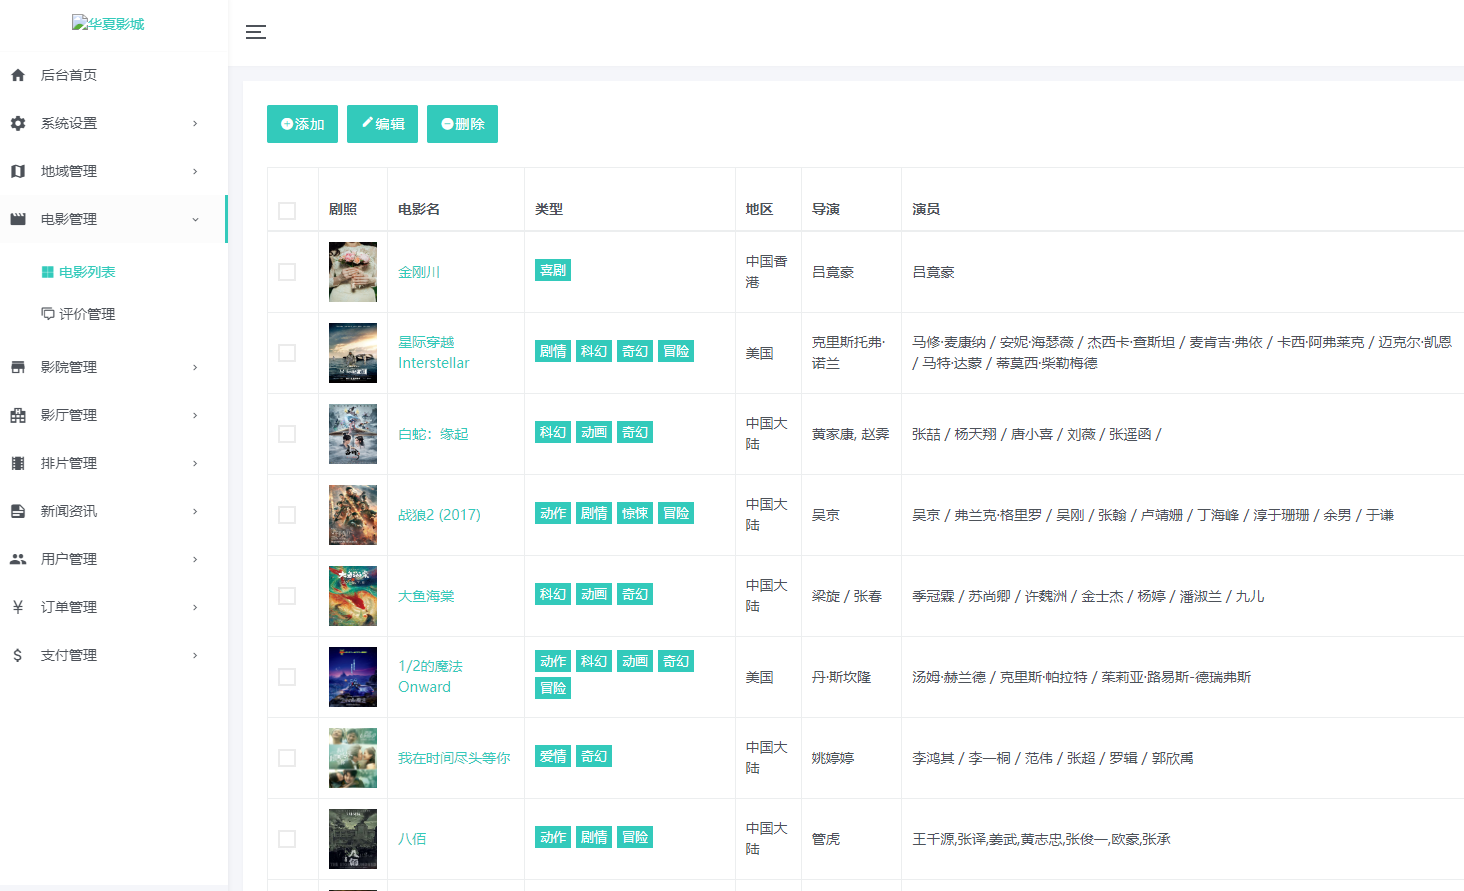 华夏影城
后台首页
系统设置
地域管理
电影管理
电影列表
评价管理
影院管理
影厅管理
排片管理
新闻资讯
用户管理
订单管理
支付管理
添加 编辑 删除
剧照 电影名 类型 地区 导演 演员
金刚川 喜剧 中国香港 吕竟豪 吕竟豪
星际穿越
Interstellar
剧情 科幻 奇幻 冒险
美国
克里斯托弗·
诺兰
马修·麦康纳 / 安妮·海瑟薇 / 杰西卡·查斯坦 / 麦肯吉·弗依 / 卡西·阿弗莱克 / 迈克尔·凯恩
/ 马特·达蒙 / 蒂莫西·柴勒梅德
白蛇：缘起
科幻 动画 奇幻
中国大
陆
黄家康, 赵霁
张喆 / 杨天翔 / 唐小喜 / 刘薇 / 张遥函 /
战狼2 (2017)
动作 剧情 惊悚 冒险
中国大
陆
吴京
吴京 / 弗兰克·格里罗 / 吴刚 / 张翰 / 卢靖姗 / 丁海峰 / 淳于珊珊 / 余男 / 于谦
大鱼海棠
科幻 动画 奇幻
中国大
陆
梁旋 / 张春
季冠霖 / 苏尚卿 / 许魏洲 / 金士杰 / 杨婷 / 潘淑兰 / 九儿
1/2的魔法
Onward
动作 科幻 动画 奇幻
冒险
美国
丹·斯坎隆
汤姆·赫兰德 / 克里斯·帕拉特 / 茱莉亚·路易斯-德瑞弗斯
我在时间尽头等你
爱情 奇幻
中国大
陆
姚婷婷
李鸿其 / 李一桐 / 范伟 / 张超 / 罗辑 / 郭欣禹
八佰
动作 剧情 冒险
中国大
陆
管虎
王千源,张译,姜武,黄志忠,张俊一,欧豪,张承